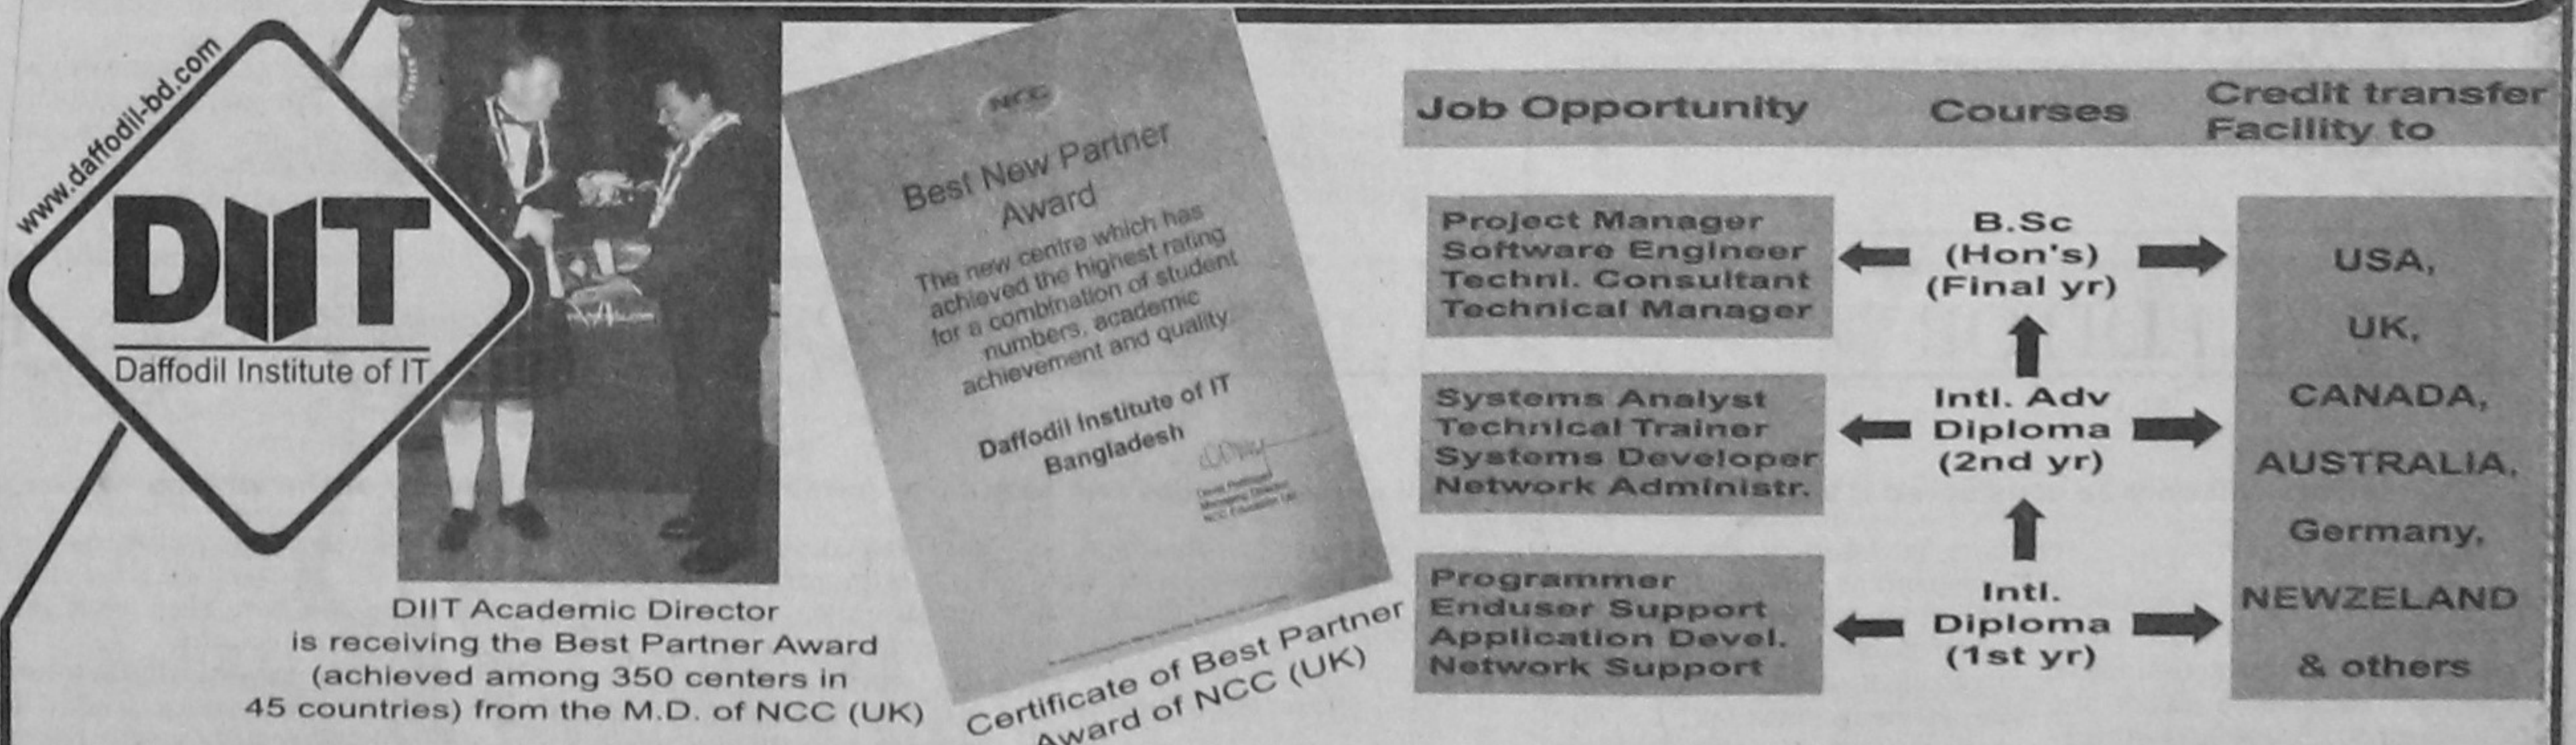 www.daffodil-bd.com
DIIT
Daffodil Institute of IT
DIIT Academic Director
is receiving the Best Partner Award
(achieved among 350 centers in
45 countries) from the M.D. of NCC (UK)
NCC
Best New Partner
Award
The new centre which has
achieved the highest rating
for a combination of student
numbers, academic
achievement and quality
Daffodil Institute of IT
Bangladesh
Managing Director
NCC Education Ltd
Certificate of Best Partner
Award of NCC (UK)
Job Opportunity Courses Credit transfer
Facility to
Project Manager
Software Engineer
Techni. Consultant
Technical Manager
B.Sc
(Hon's)
(Final yr)
Systems Analyst
Technical Trainer
Systems Developer
Network Administr.
Intl. Adv
Diploma
(2nd yr)
Programmer
Enduser Support
Application Devel.
Network Support
Intl.
Diploma
(1st yr)
USA,
UK,
CANADA,
AUSTRALIA,
Germany,
NEWZELAND
& others